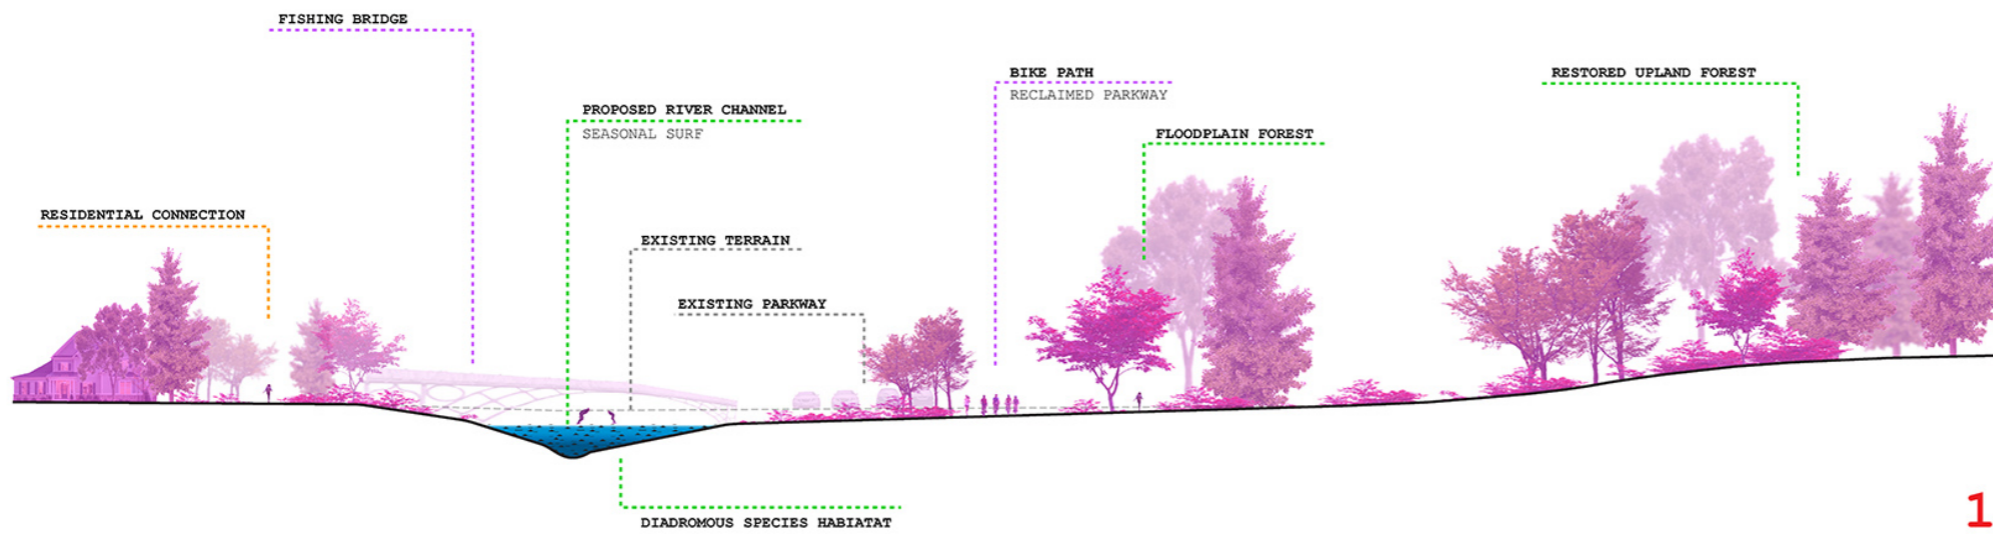 FISHING BRIDGE
BIKE PATH
RECLAIMED PARKWAY
RESTORED UPLAND FOREST
PROPOSED RIVER CHANNEL
SEASONAL SURF
FLOODPLAIN FOREST
RESIDENTIAL CONNECTION
EXISTING TERRAIN
EXISTING PARKWAY
DIADROMOUS SPECIES HABIATAT
1